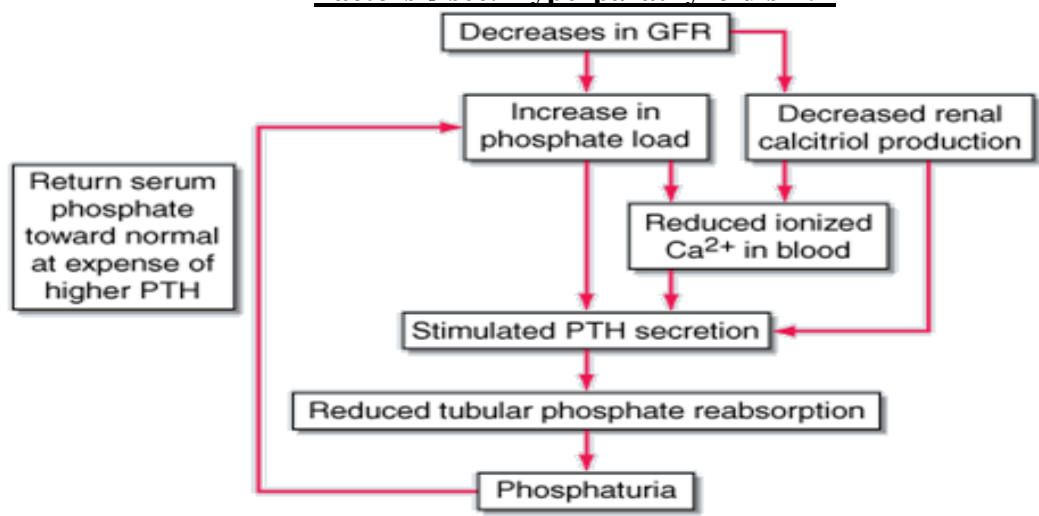 Decreases in GFR
Increase in
phosphate load
Decreased renal
calcitriol production
Return serum
phosphate
toward normal
at expense of
higher PTH
Reduced ionized
Ca2+ in blood
Stimulated PTH secretion
Reduced tubular phosphate reabsorption
Phosphaturia